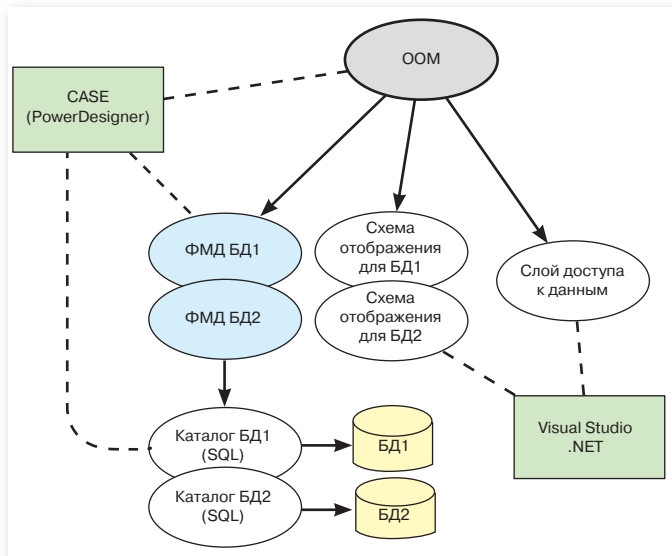 ООМ
CASE
(PowerDesigner)
ФМД БД1
Схема
отображения
для БД1
Слой доступа
к данным
ФМД БД2
Схема
отображения
для БД2
Каталог БД1
(SQL)
БД1
Visual Studio
.NET
Каталог БД2
(SQL)
БД2